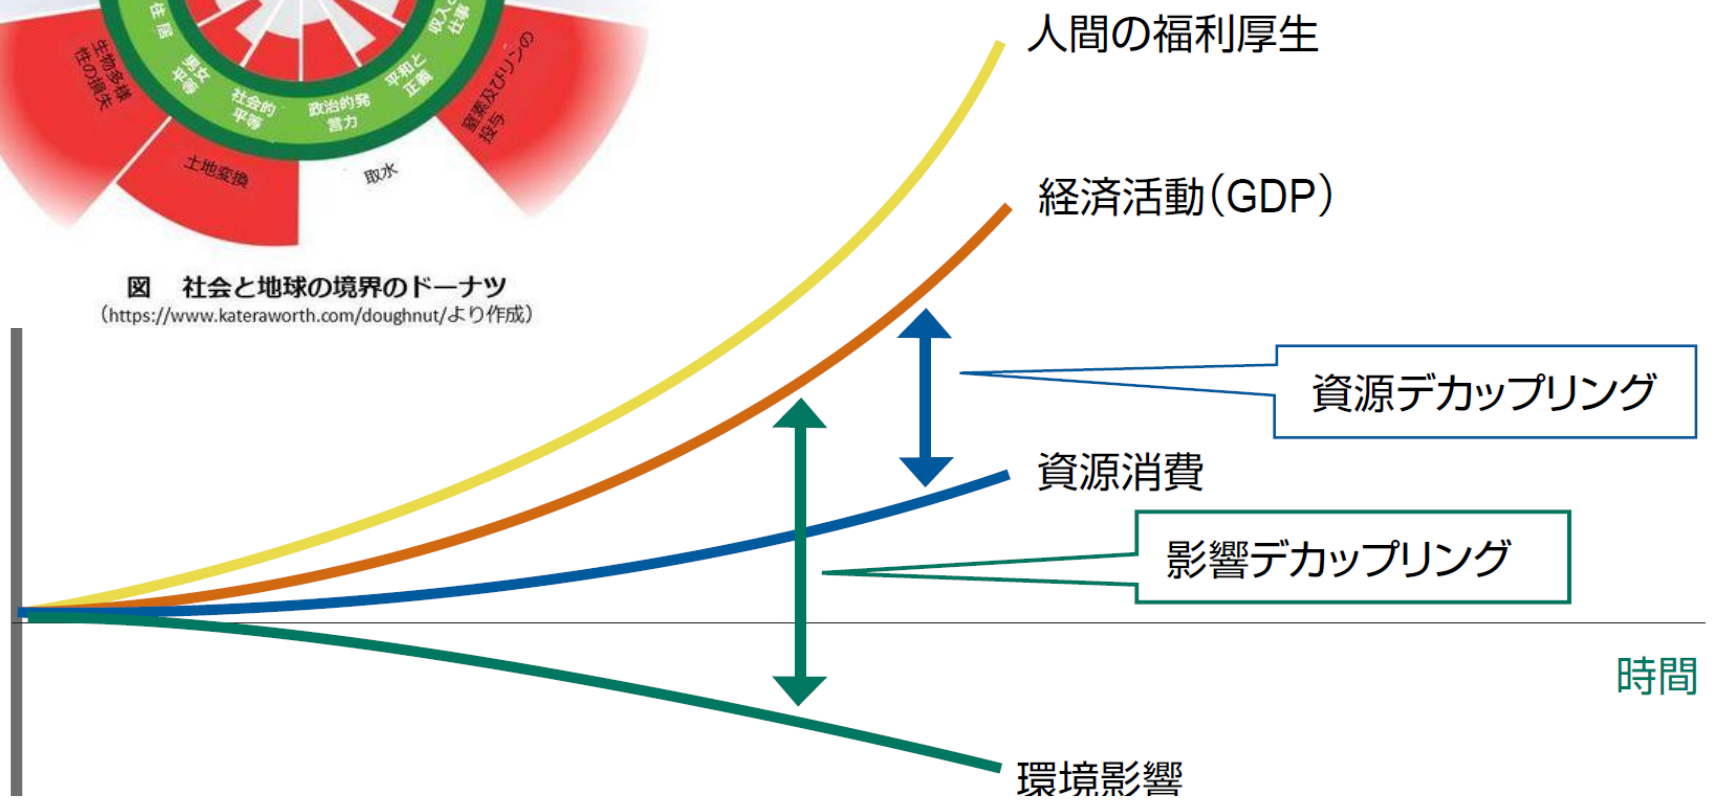 住居
男女
平等
社会的
平等
政治的発
言力
平和と
正義
仕事
生物多様
性の損失
土地変換
取水
窒素及びリンの
投与
図 社会と地球の境界のドーナツ
(https://www.kateraworth.com/doughnut/より作成)
人間の福利厚生
経済活動(GDP)
資源デカップリング
資源消費
影響デカップリング
時間
環境影響